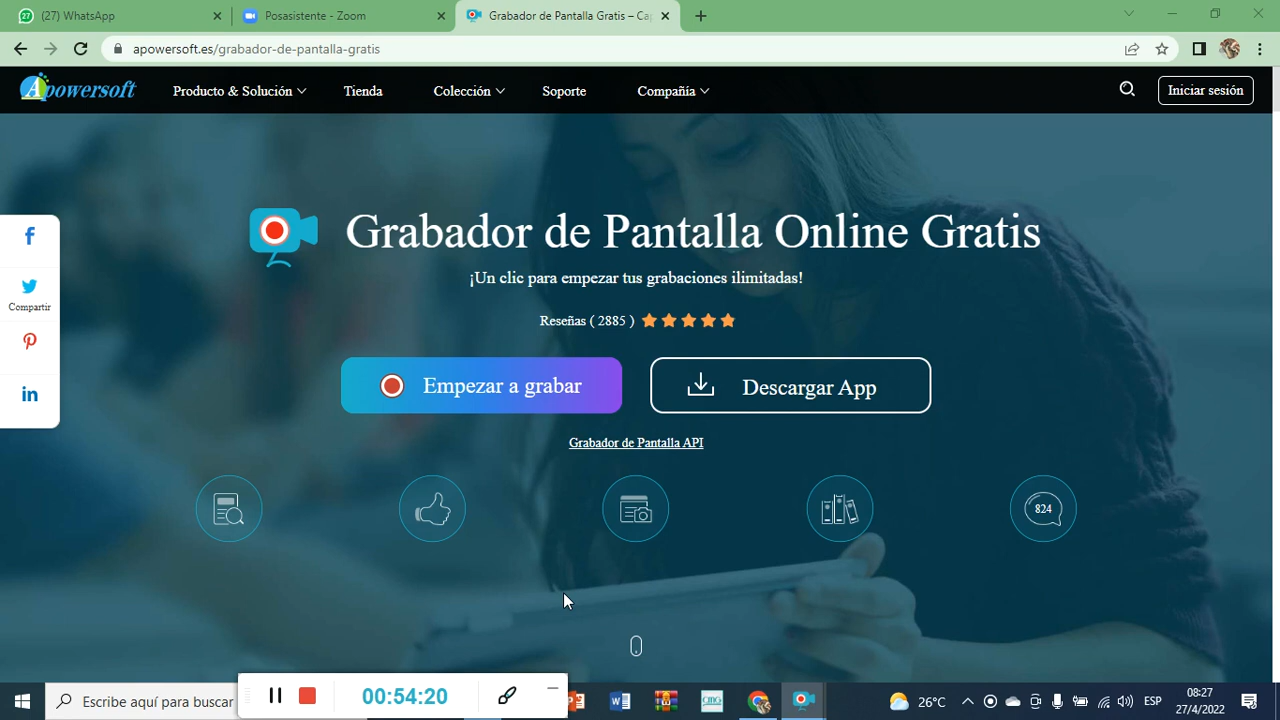 (27) WhatsApp
Posasistente - Zoom
Grabador de Pantalla Gratis – Cap
apowersoft.es/grabador-de-pantalla-gratis
Apowersoft
Producto & Solución
Tienda
Colección
Soporte
Compañía
Iniciar sesión
Grabador de Pantalla Online Gratis
¡Un clic para empezar tus grabaciones ilimitadas!
Reseñas ( 2885 )
Compartir
Empezar a grabar
Descargar App
Grabador de Pantalla API
824
Escribe aquí para buscar
00:54:20
26°C
ESP
08:27
27/4/2022